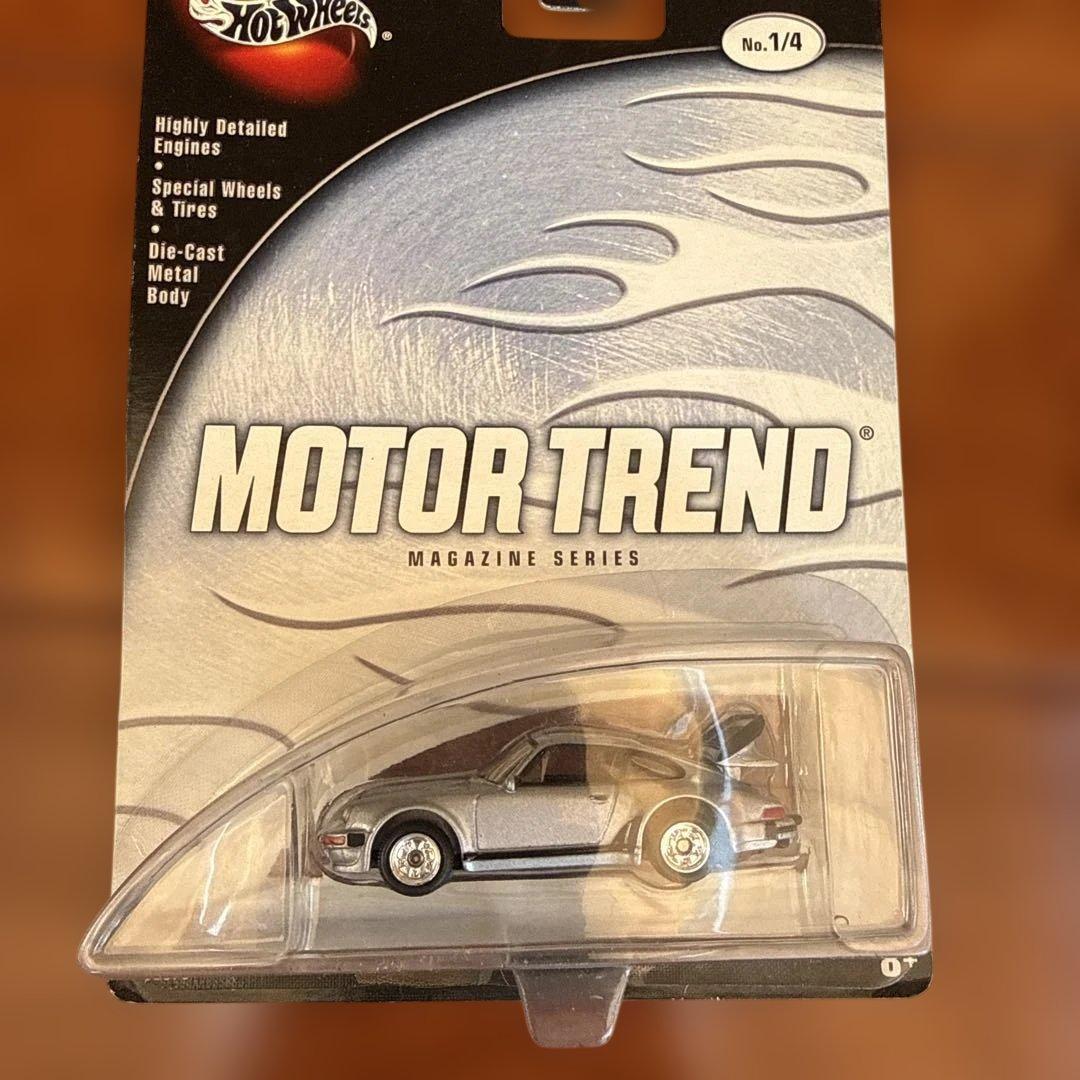 HOT WHEELS®
No.1/4
Highly Detailed
Engines
•
Special Wheels
& Tires
•
Die-Cast
Metal
Body
MOTOR TREND®
MAGAZINE SERIES
0+